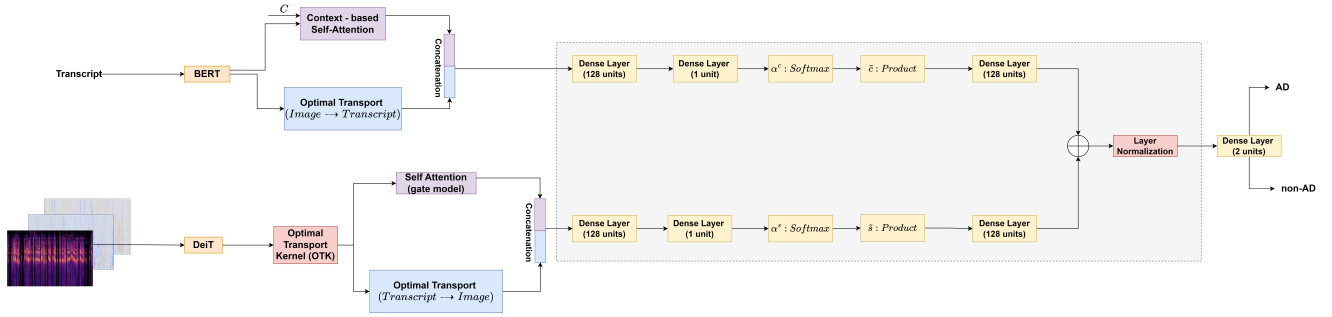 C
Context - based
Self-Attention
Transcript
BERT
Optimal Transport
(Image ⤍ Transcript)
Concatenation
Dense Layer
(128 units)
Dense Layer
(1 unit)
α^c : Softmax
c̃ : Product
Dense Layer
(128 units)
AD
Layer
Normalization
Dense Layer
(2 units)
non-AD
Self Attention
(gate model)
DeiT
Optimal
Transport
Kernel (OTK)
Optimal Transport
(Transcript ⤍ Image)
Concatenation
Dense Layer
(128 units)
Dense Layer
(1 unit)
α^s : Softmax
s̃ : Product
Dense Layer
(128 units)